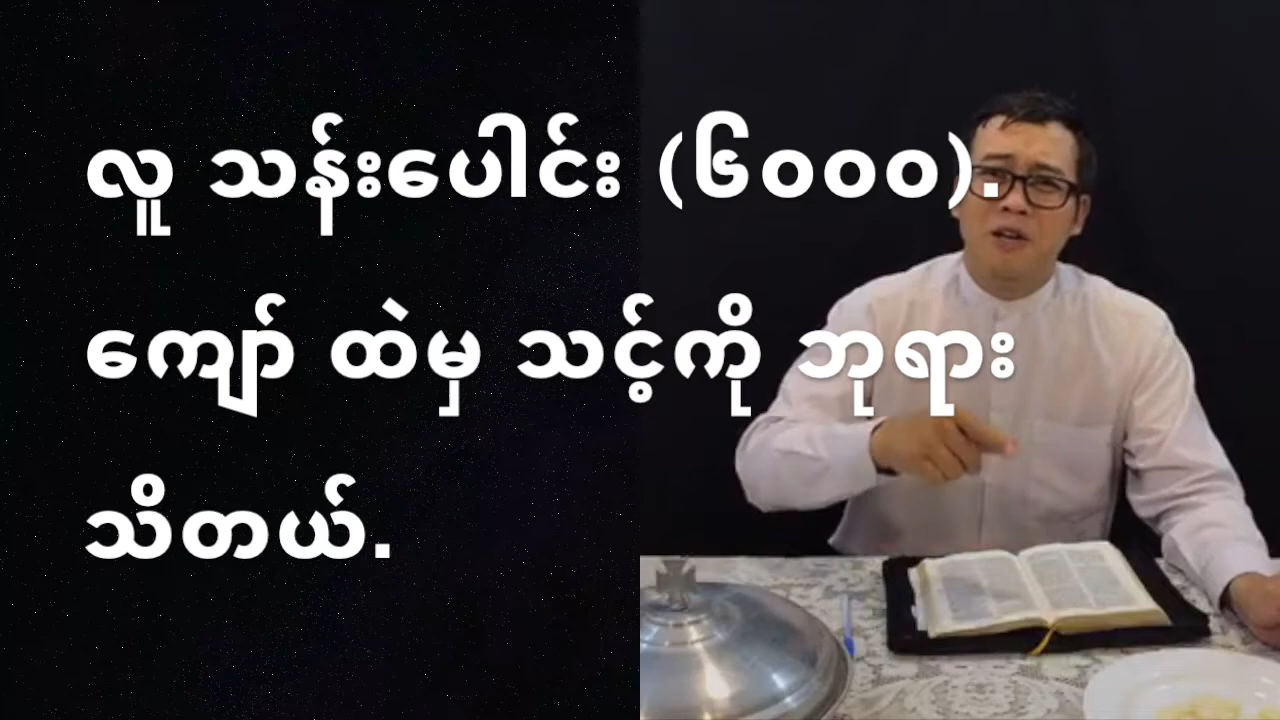 လူ သန်းပေါင်း (၆၀၀၀).
ကျော် ထဲမှ သင့်ကို ဘုရား
သိတယ်.